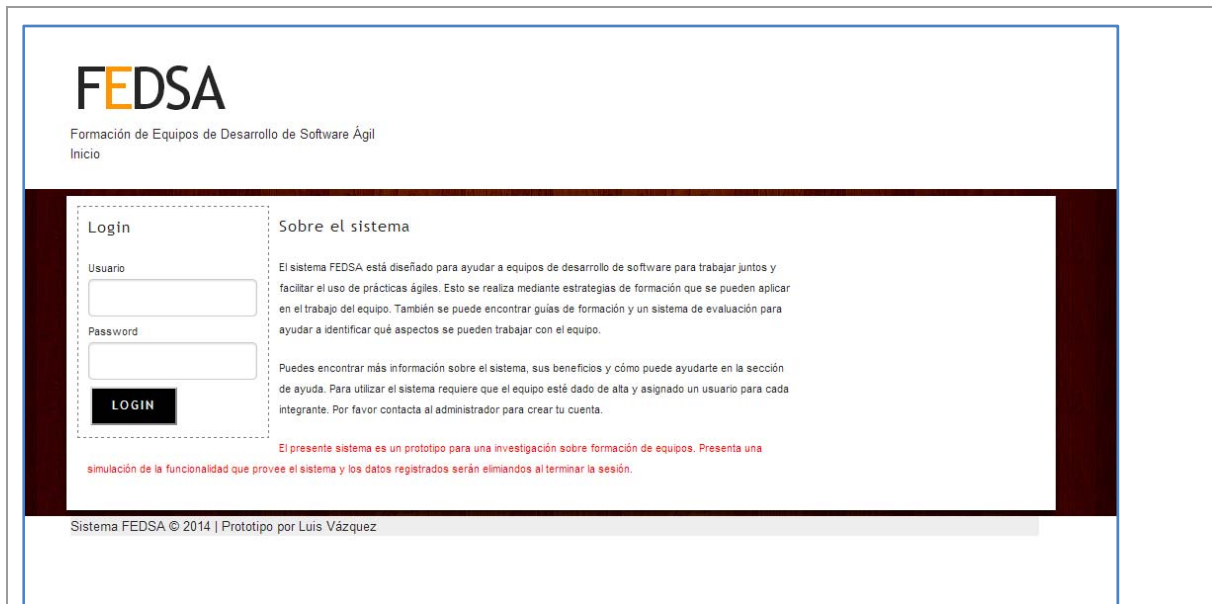 FEDSA
Formación de Equipos de Desarrollo de Software Ágil
Inicio
Login
Usuario
Password
LOGIN
Sobre el sistema
El sistema FEDSA está diseñado para ayudar a equipos de desarrollo de software para trabajar juntos y
facilitar el uso de prácticas ágiles. Esto se realiza mediante estrategias de formación que se pueden aplicar
en el trabajo del equipo. También se puede encontrar guías de formación y un sistema de evaluación para
ayudar a identificar qué aspectos se pueden trabajar con el equipo.
Puedes encontrar más información sobre el sistema, sus beneficios y cómo puede ayudarte en la sección
de ayuda. Para utilizar el sistema requiere que el equipo esté dado de alta y asignado un usuario para cada
integrante. Por favor contacta al administrador para crear tu cuenta.
El presente sistema es un prototipo para una investigación sobre formación de equipos. Presenta una
simulación de la funcionalidad que provee el sistema y los datos registrados serán elimiandos al terminar la sesión.
Sistema FEDSA © 2014 | Prototipo por Luis Vázquez